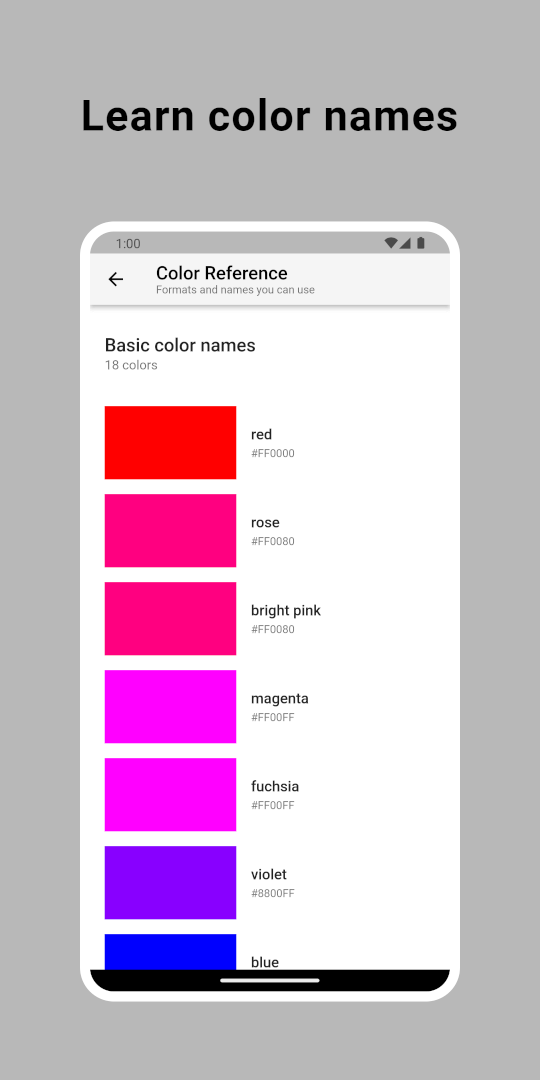 Learn color names
1:00
Color Reference
Formats and names you can use
Basic color names
18 colors
red
#FF0000
rose
#FF0080
bright pink
#FF0080
magenta
#FF00FF
fuchsia
#FF00FF
violet
#8800FF
blue